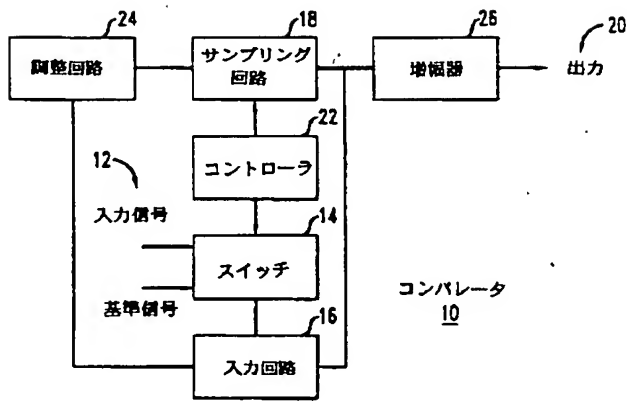 24
18
26
20
調整回路
サンプリング
回路
増幅器
出力
22
コントローラ
12
入力信号
14
スイッチ
基準信号
コンパレータ
10
16
入力回路